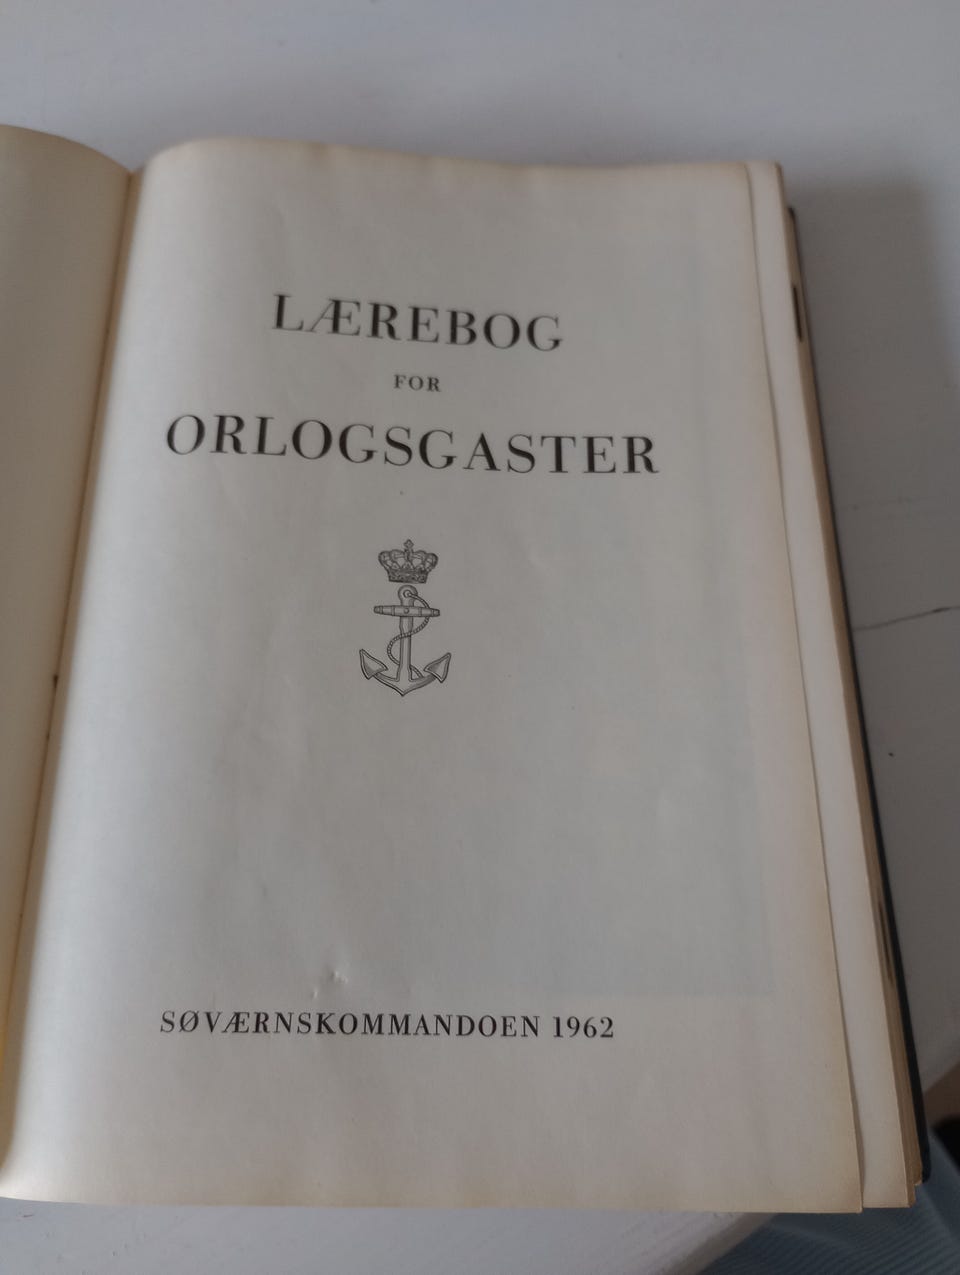 LÆREBOG
FOR
ORLOGSGASTER
SØVÆRNSKOMMANDOEN 1962